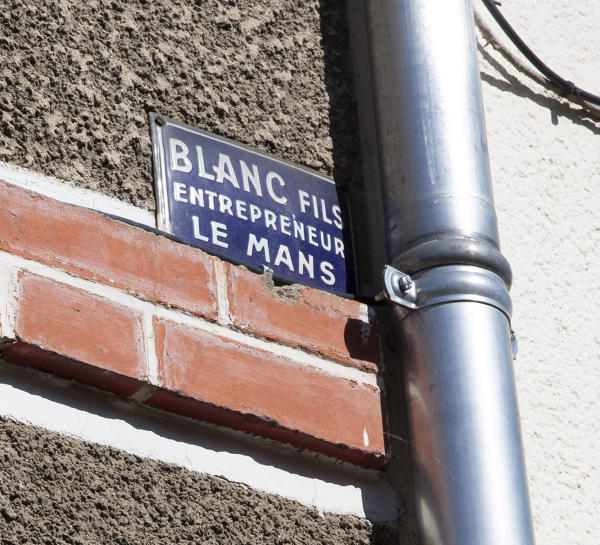 BLANC FILS
ENTREPRENEUR
LE MANS